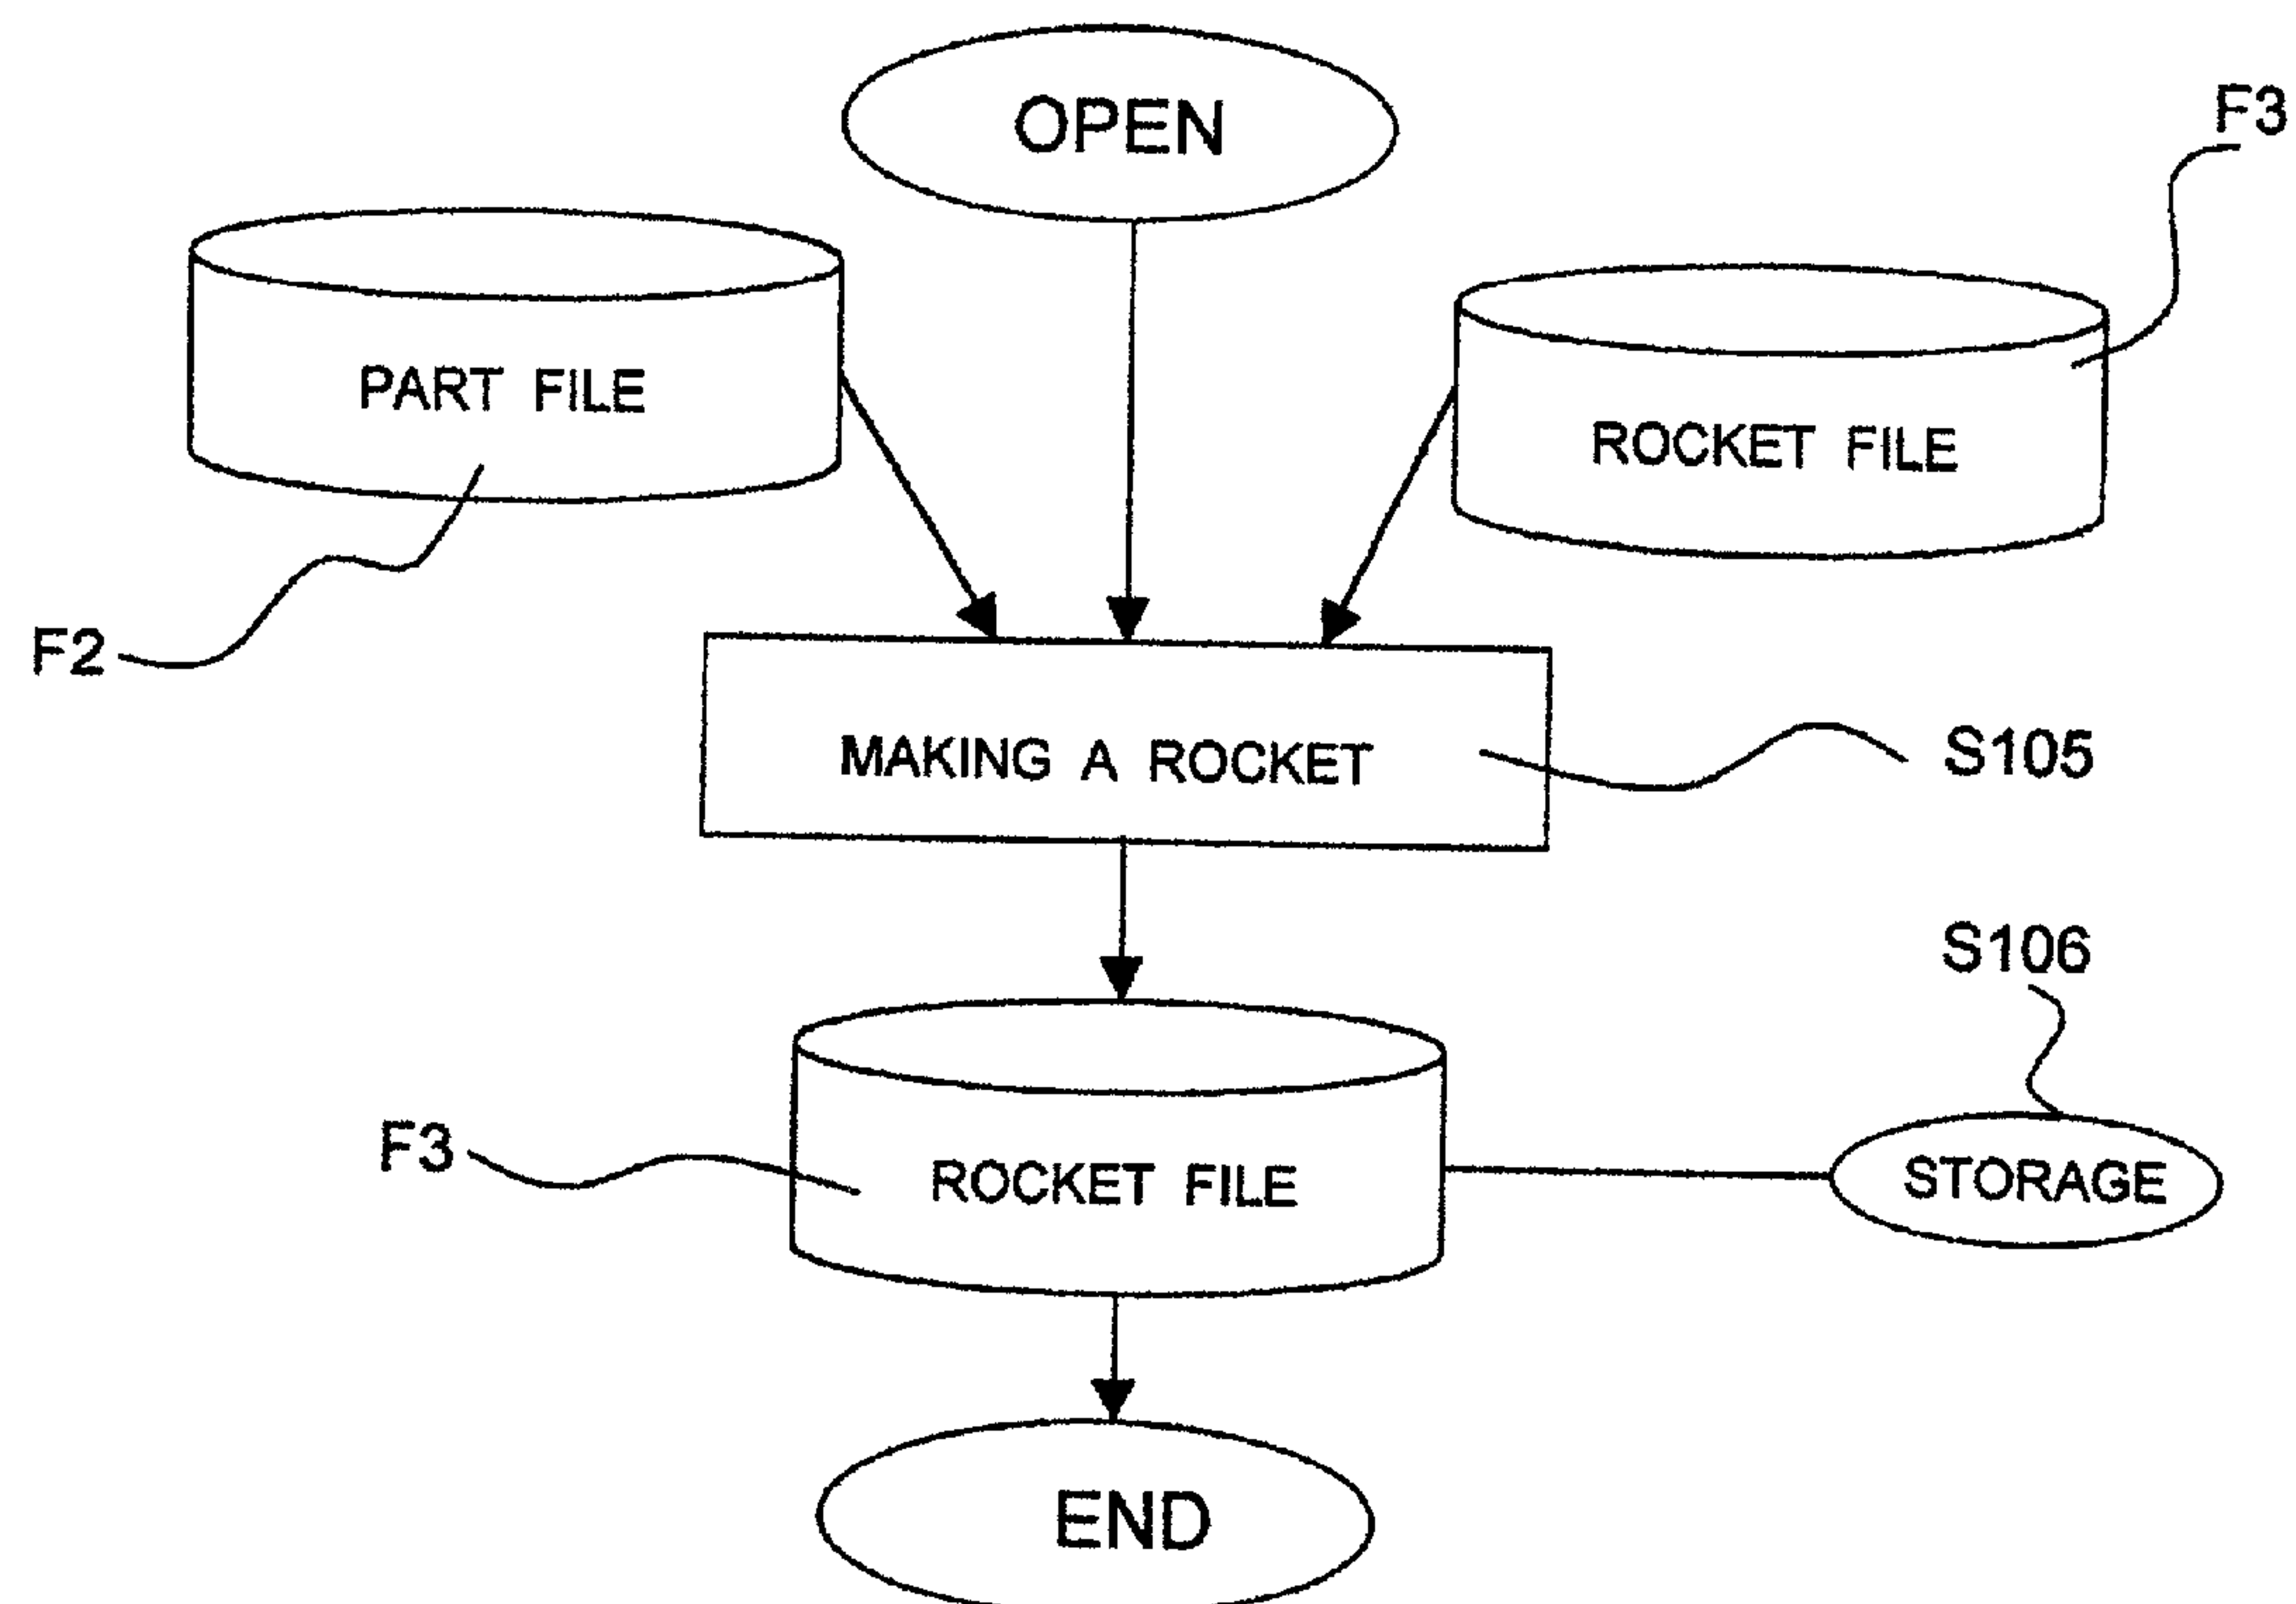 OPEN
F3
PART FILE
ROCKET FILE
F2
MAKING A ROCKET
S105
S106
F3
ROCKET FILE
STORAGE
END